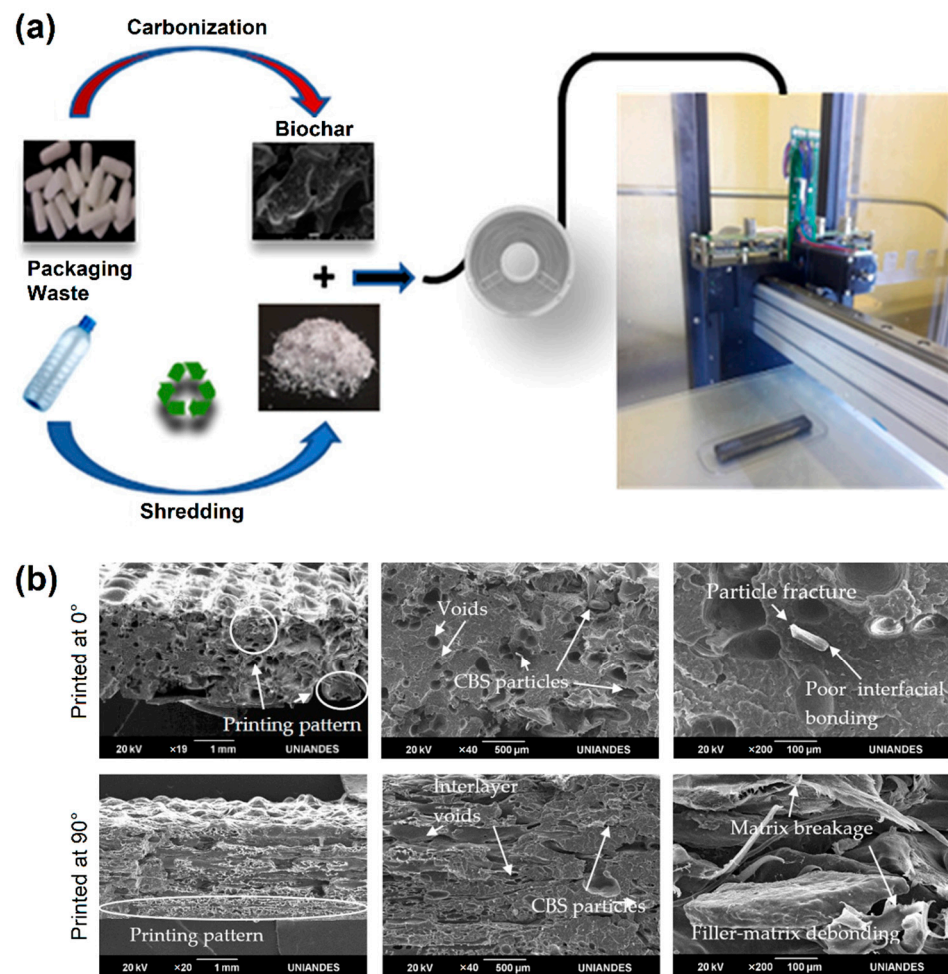 (a)
Carbonization
Biochar
Packaging
Waste
+
Shredding
(b)
Printed at 0°
Printing pattern
20 kV ×19 1 mm UNIANDES
Voids
CBS particles
20 kV ×40 500 µm UNIANDES
Particle fracture
Poor interfacial
bonding
20 kV ×200 100 µm UNIANDES
Printed at 90°
Printing pattern
20 kV ×20 1 mm UNIANDES
Interlayer
voids
CBS particles
20 kV ×40 500 µm UNIANDES
Matrix breakage
Filler-matrix debonding
20 kV ×200 100 µm UNIANDES